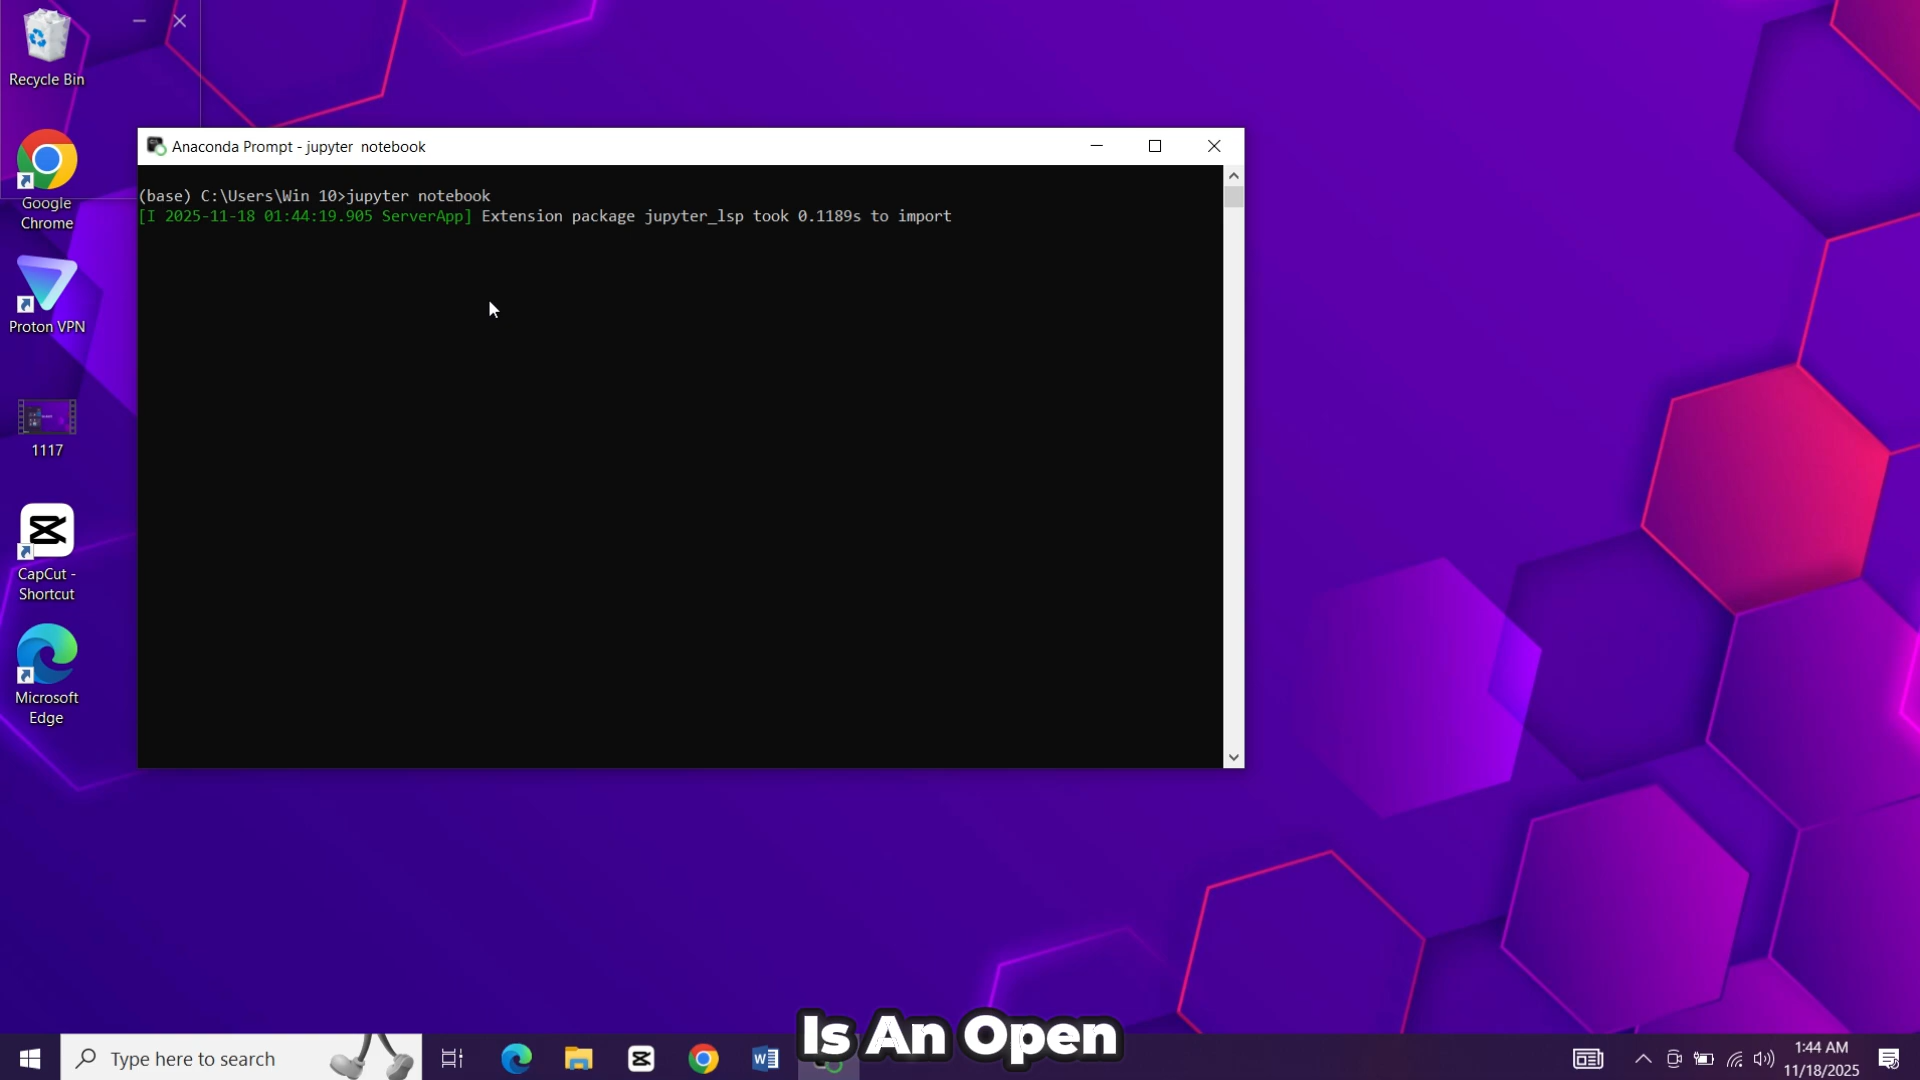 Recycle Bin
Google
Chrome
Proton VPN
1117
CapCut -
Shortcut
Microsoft
Edge
Anaconda Prompt - jupyter  notebook
(base) C:\Users\Win 10>jupyter notebook
[I 2025-11-18 01:44:19.905 ServerApp] Extension package jupyter_lsp took 0.1189s to import
Is An Open
Type here to search
1:44 AM
11/18/2025